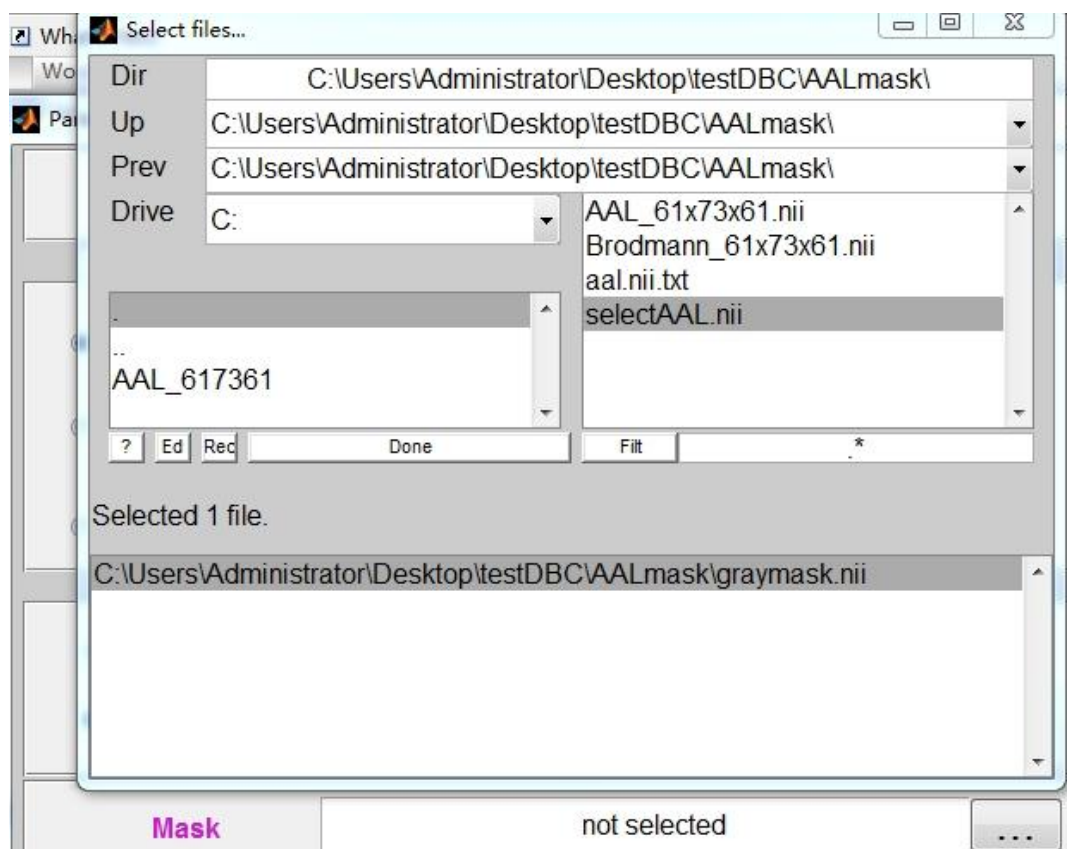 Wh
Select files...
Wo
Dir
C:\Users\Administrator\Desktop\testDBC\AALmask\
Pa
Up
C:\Users\Administrator\Desktop\testDBC\AALmask\
Prev
C:\Users\Administrator\Desktop\testDBC\AALmask\
Drive
C:
AAL_61x73x61.nii
Brodmann_61x73x61.nii
aal.nii.txt
selectAAL.nii
.
..
AAL_617361
? Ed Rec Done Filt .*
Selected 1 file.
C:\Users\Administrator\Desktop\testDBC\AALmask\graymask.nii
Mask not selected ...